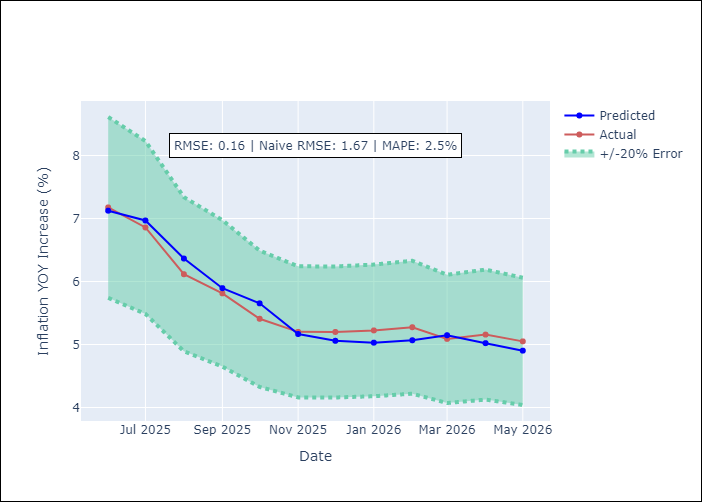 RMSE: 0.16 | Naive RMSE: 1.67 | MAPE: 2.5%
Predicted
Actual
+/-20% Error
Inflation YOY Increase (%)
8
7
6
5
4
Jul 2025
Sep 2025
Nov 2025
Jan 2026
Mar 2026
May 2026
Date